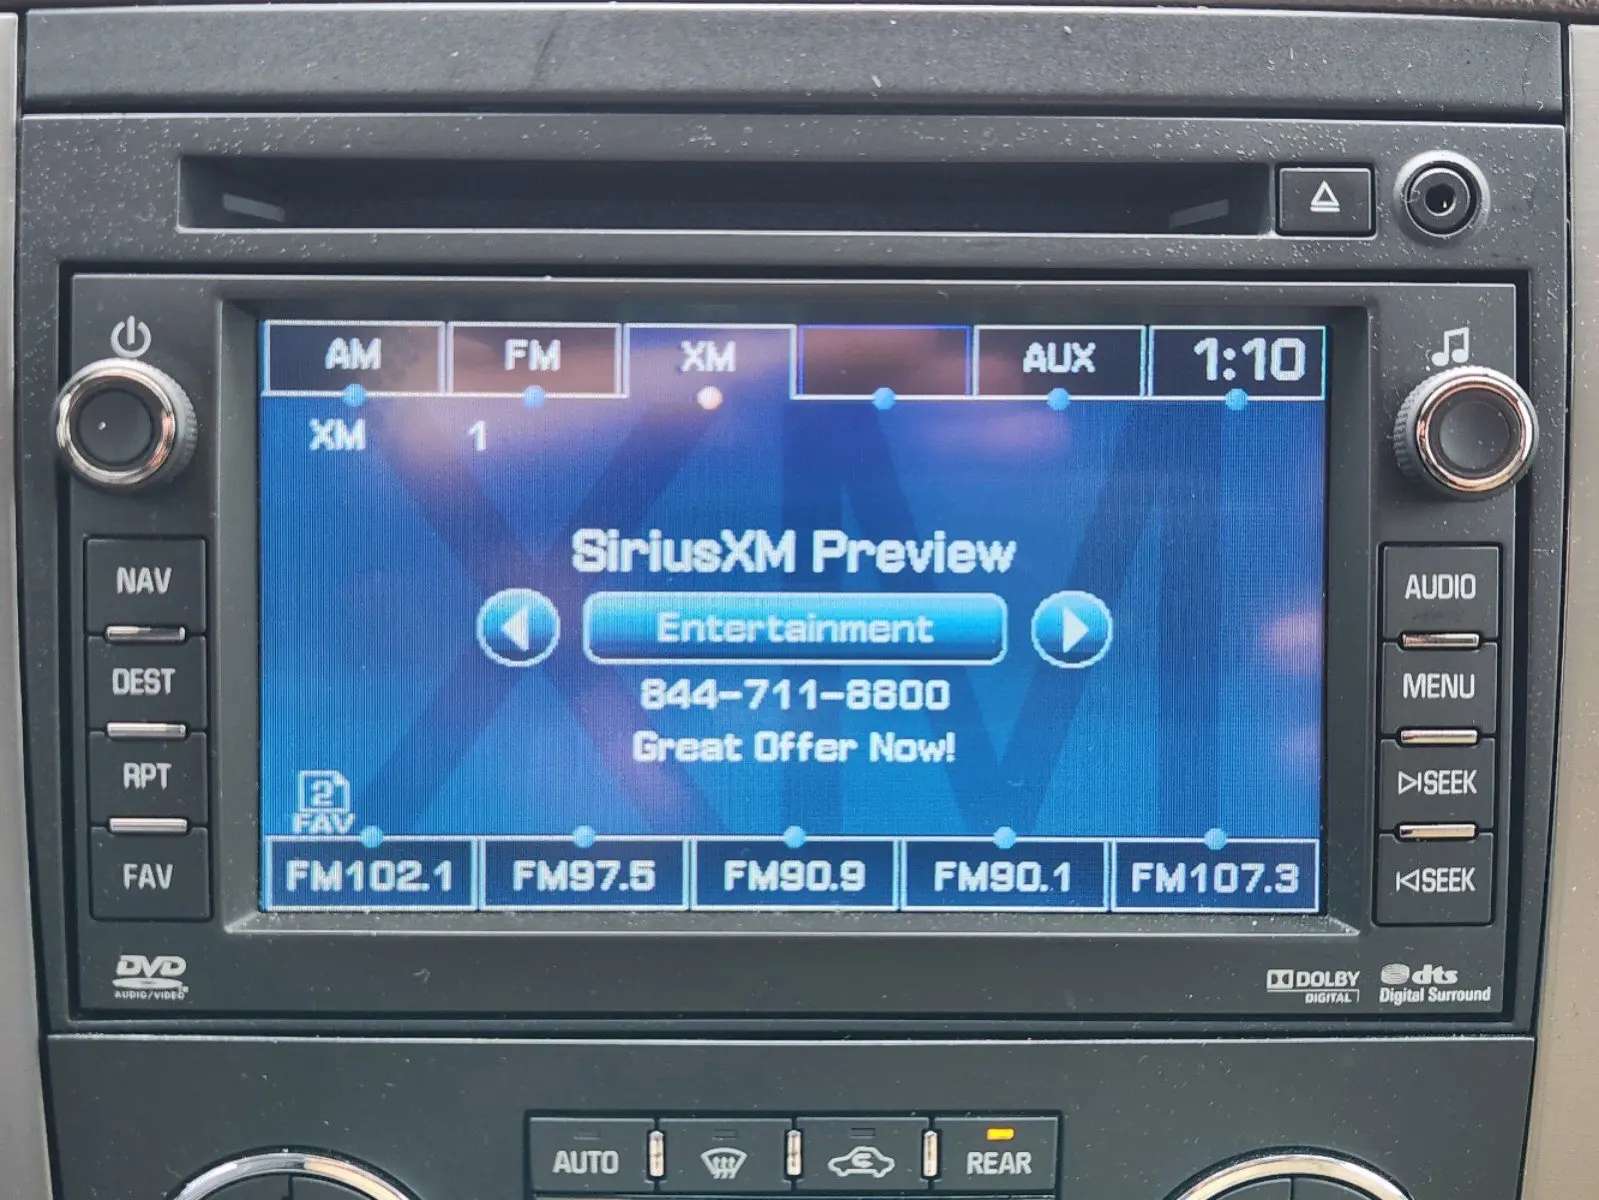 AM FM XM AUX 1:10
XM 1
SiriusXM Preview
Entertainment
844-711-8800
Great Offer Now!
2
FAV
FM102.1 FM97.5 FM90.9 FM90.1 FM107.3
NAV
DEST
RPT
FAV
AUDIO
MENU
SEEK
SEEK
DVD
AUDIO/VIDEO
DOLBY
DIGITAL
dts
Digital Surround
AUTO REAR